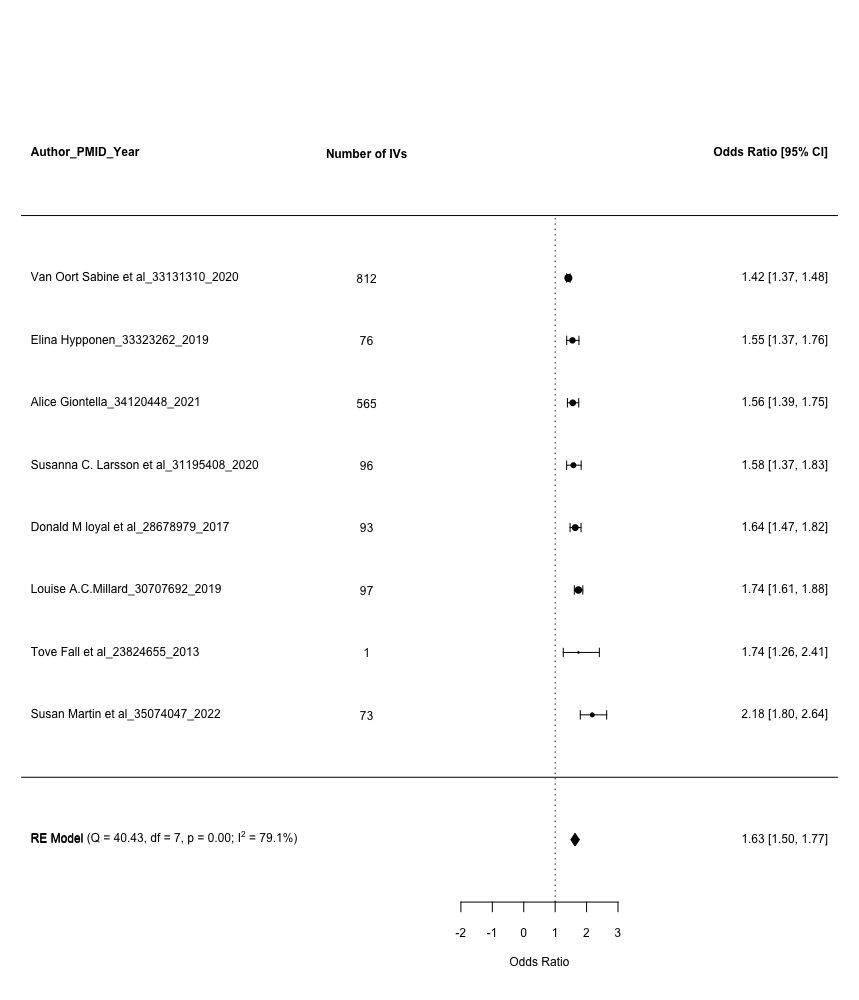 Author_PMID_Year Number of IVs Odds Ratio [95% CI]
Van Oort Sabine et al_33131310_2020 812 1.42 [1.37, 1.48]
Elina Hypponen_33323262_2019 76 1.55 [1.37, 1.76]
Alice Giontella_34120448_2021 565 1.56 [1.39, 1.75]
Susanna C. Larsson et al_31195408_2020 96 1.58 [1.37, 1.83]
Donald M loyal et al_28678979_2017 93 1.64 [1.47, 1.82]
Louise A.C.Millard_30707692_2019 97 1.74 [1.61, 1.88]
Tove Fall et al_23824655_2013 1 1.74 [1.26, 2.41]
Susan Martin et al_35074047_2022 73 2.18 [1.80, 2.64]
RE Model (Q = 40.43, df = 7, p = 0.00; I² = 79.1%) 1.63 [1.50, 1.77]
-2 -1 0 1 2 3
Odds Ratio